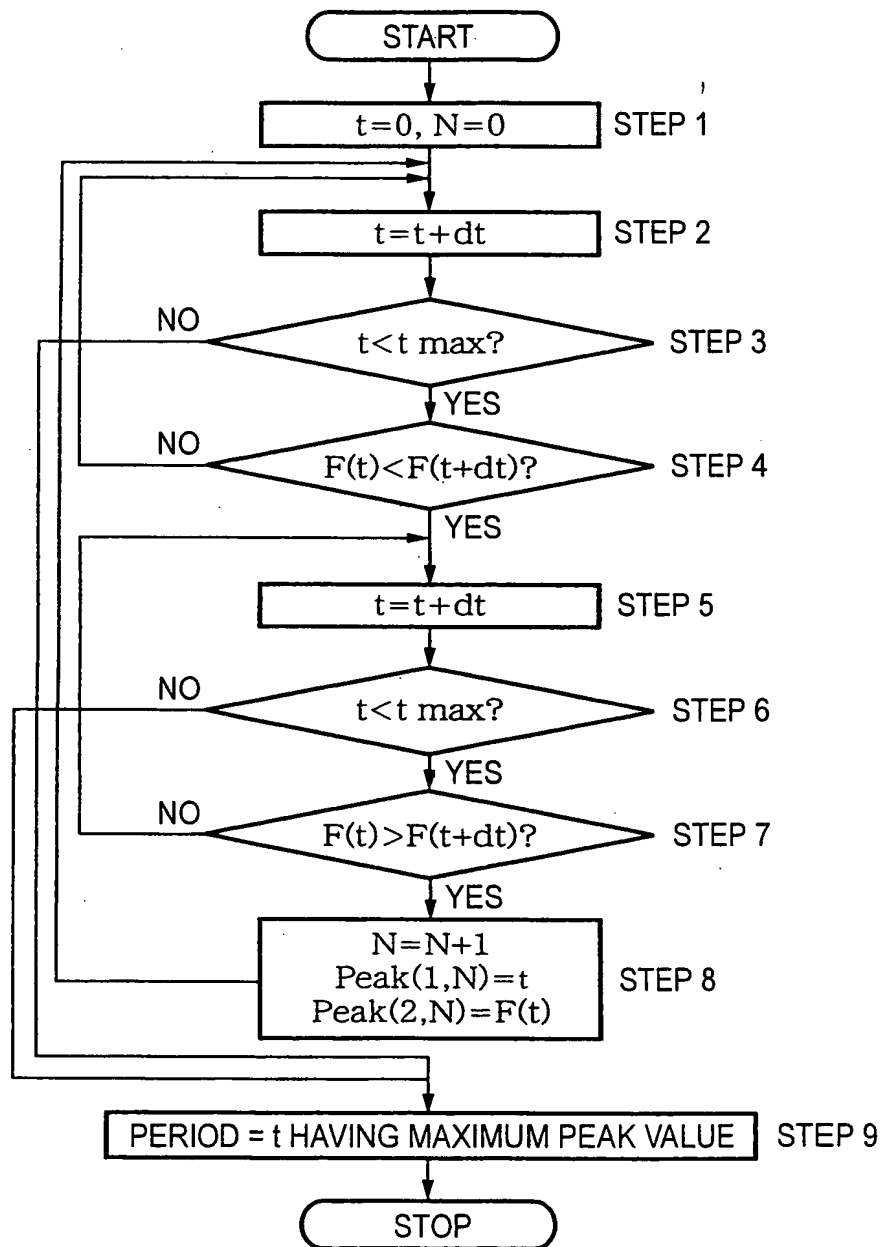 START
t=0, N=0 STEP 1
t=t+dt STEP 2
NO
t<t max? STEP 3
YES
NO
F(t)<F(t+dt)? STEP 4
YES
t=t+dt STEP 5
NO
t<t max? STEP 6
YES
NO
F(t)>F(t+dt)? STEP 7
YES
N=N+1
Peak(1,N)=t STEP 8
Peak(2,N)=F(t)
PERIOD = t HAVING MAXIMUM PEAK VALUE STEP 9
STOP